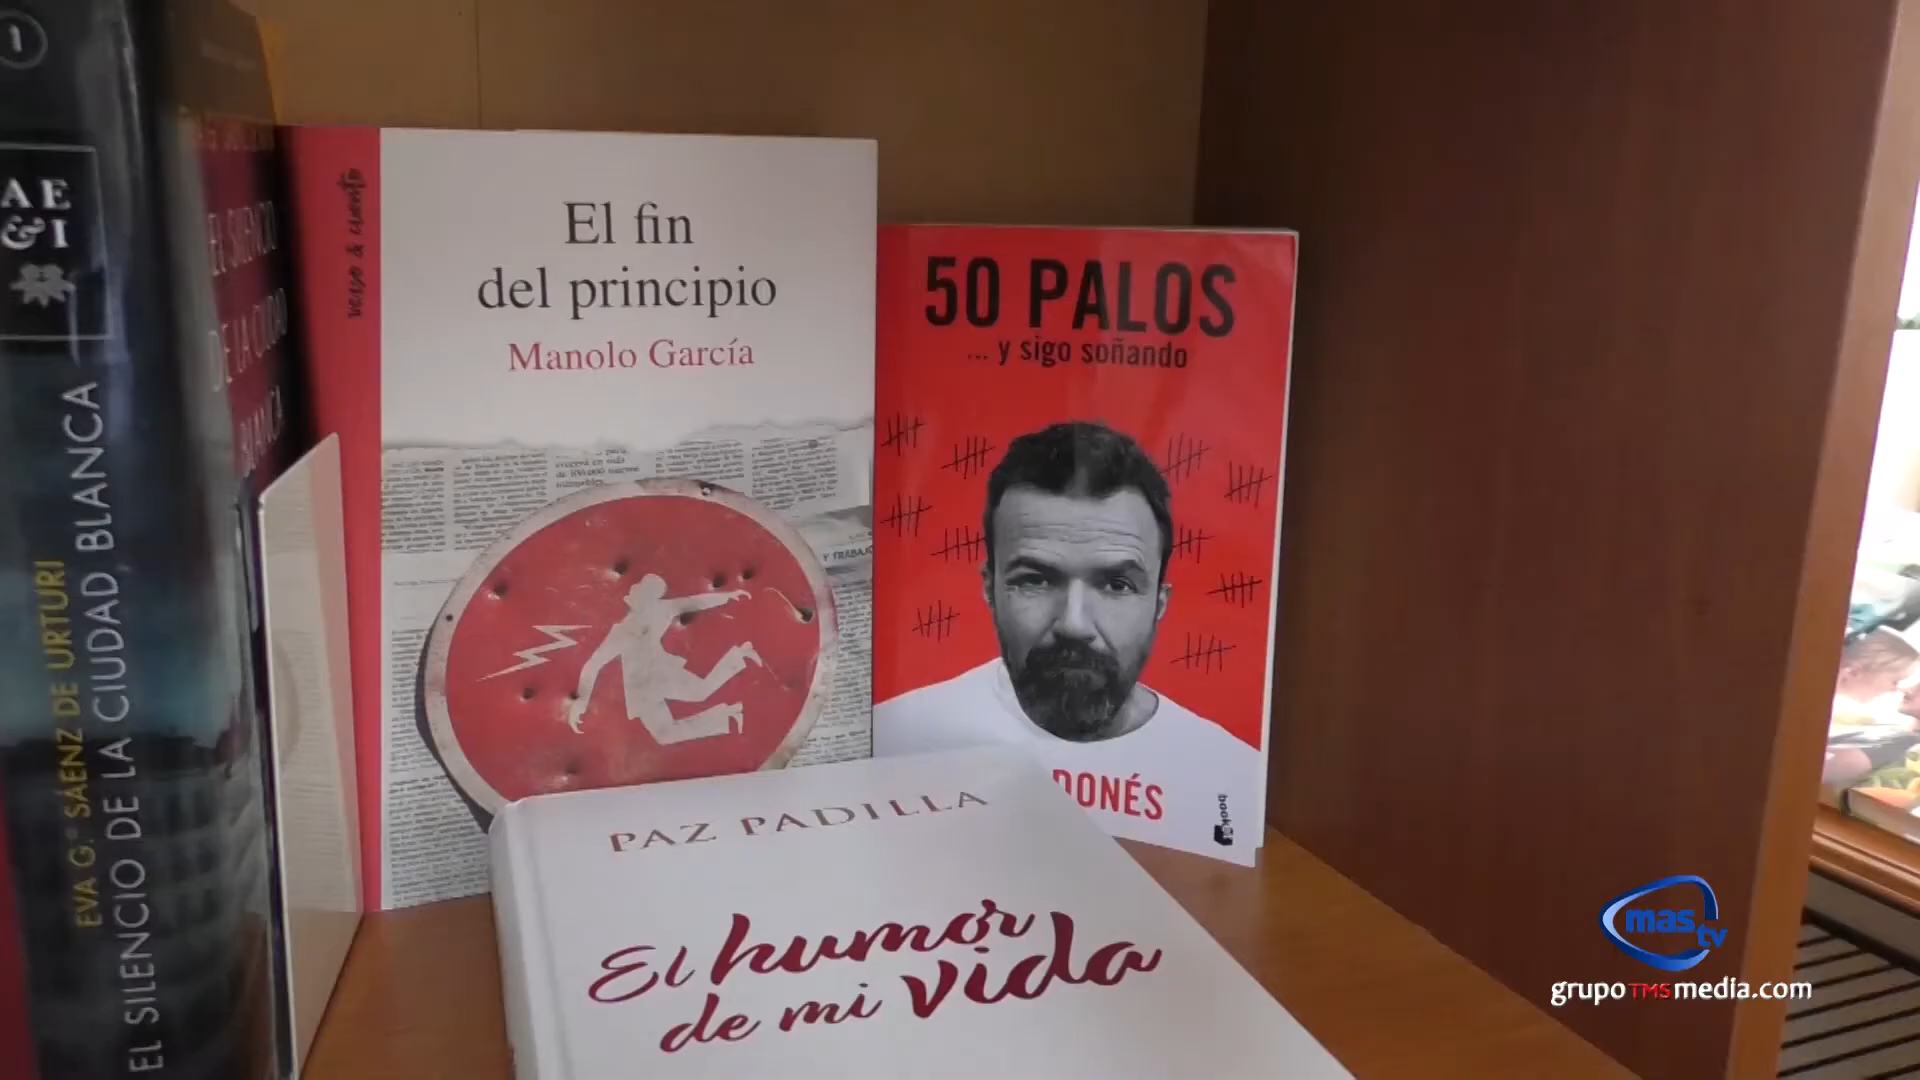 1
AE
&I
EVA G.ª SÁENZ DE URTURI
EL SILENCIO DE LA CIUDAD BLANCA
EL SILENCIO
DE LA CIUDAD
BLANCA
verso & cuento
El fin
del principio
Manolo García
Y TRABAJO
50 PALOS
... y sigo soñando
DONÉS
booket
PAZ PADILLA
El humor
de mi vida
mas
tv
grupoTMSmedia.com